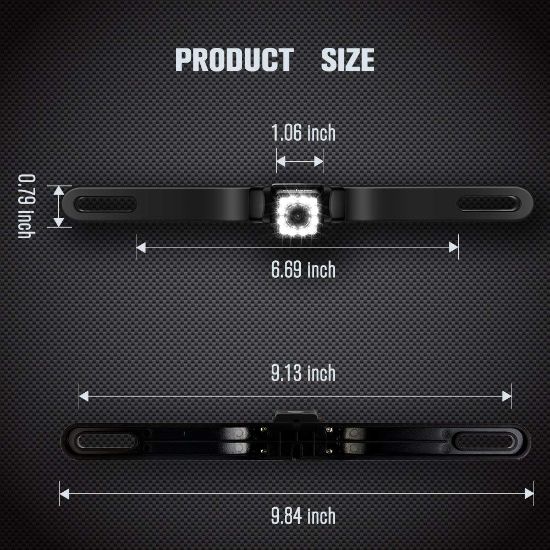 PRODUCT SIZE
1.06 inch
0.79 Inch
6.69 inch
9.13 inch
9.84 inch